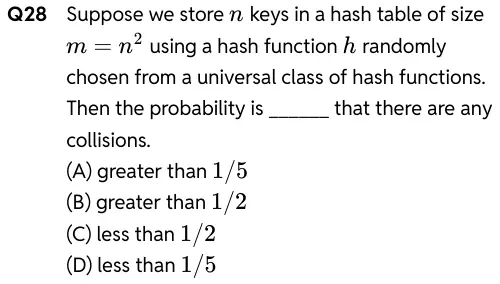 Q28 Suppose we store n keys in a hash table of size
m = n² using a hash function h randomly
chosen from a universal class of hash functions.
Then the probability is ______ that there are any
collisions.
(A) greater than 1/5
(B) greater than 1/2
(C) less than 1/2
(D) less than 1/5